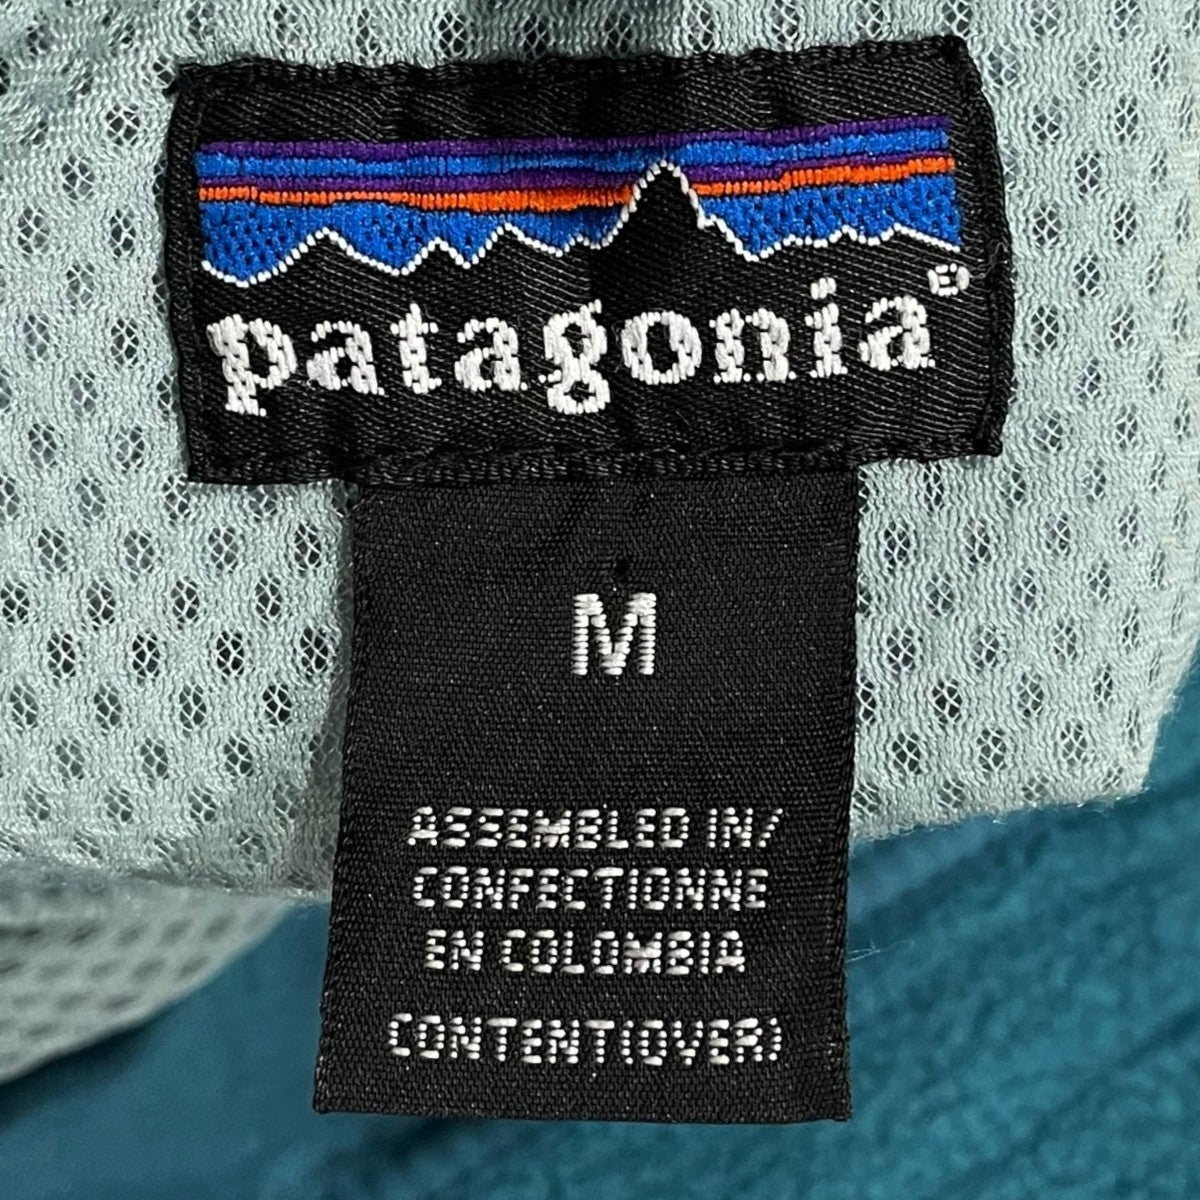 patagonia®
M
ASSEMBLED IN/
CONFECTIONNE
EN COLOMBIA
CONTENT(OVER)